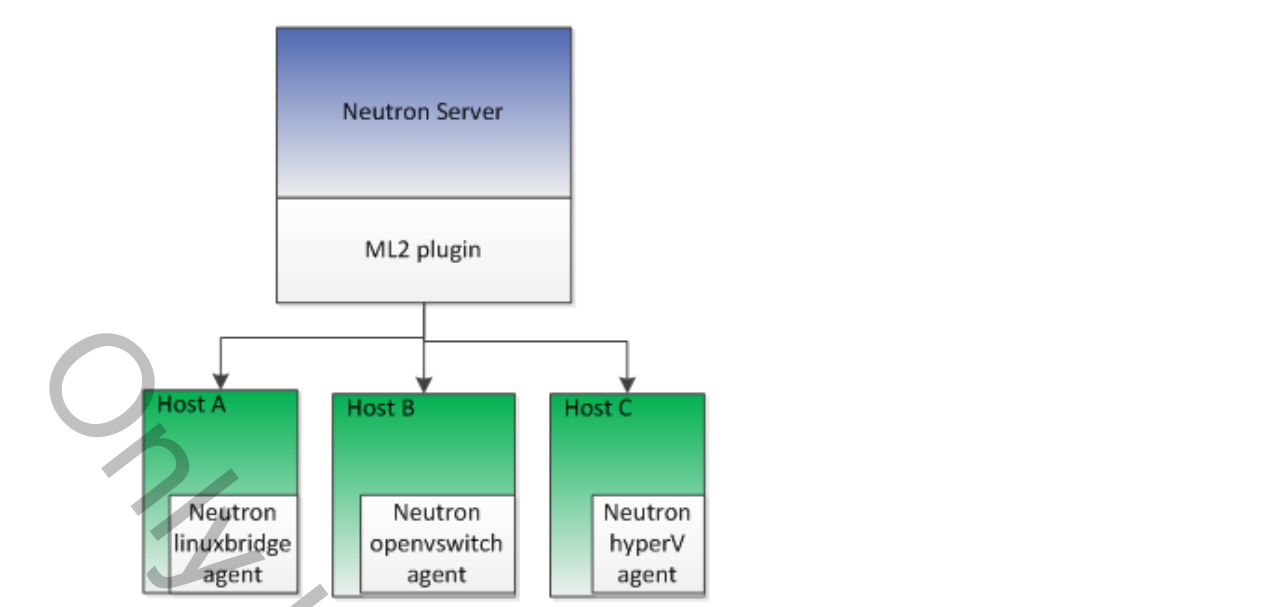 Neutron Server
ML2 plugin
Host A
Neutron
linuxbridge
agent
Host B
Neutron
openvswitch
agent
Host C
Neutron
hyperV
agent
Only